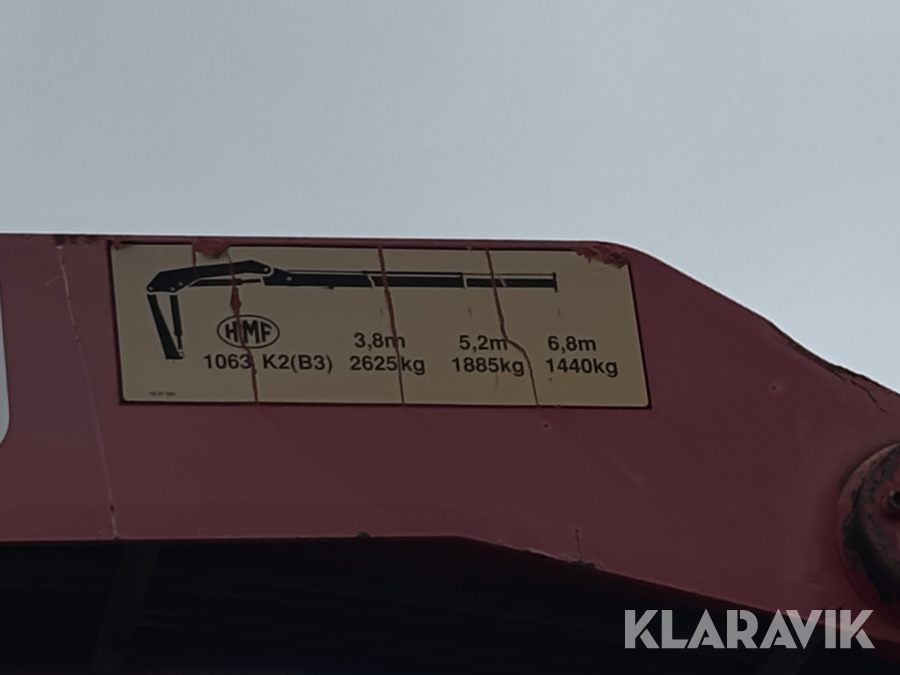 HMF
3,8m 5,2m 6,8m
1063 K2(B3) 2625kg 1885kg 1440kg
KLARAVIK